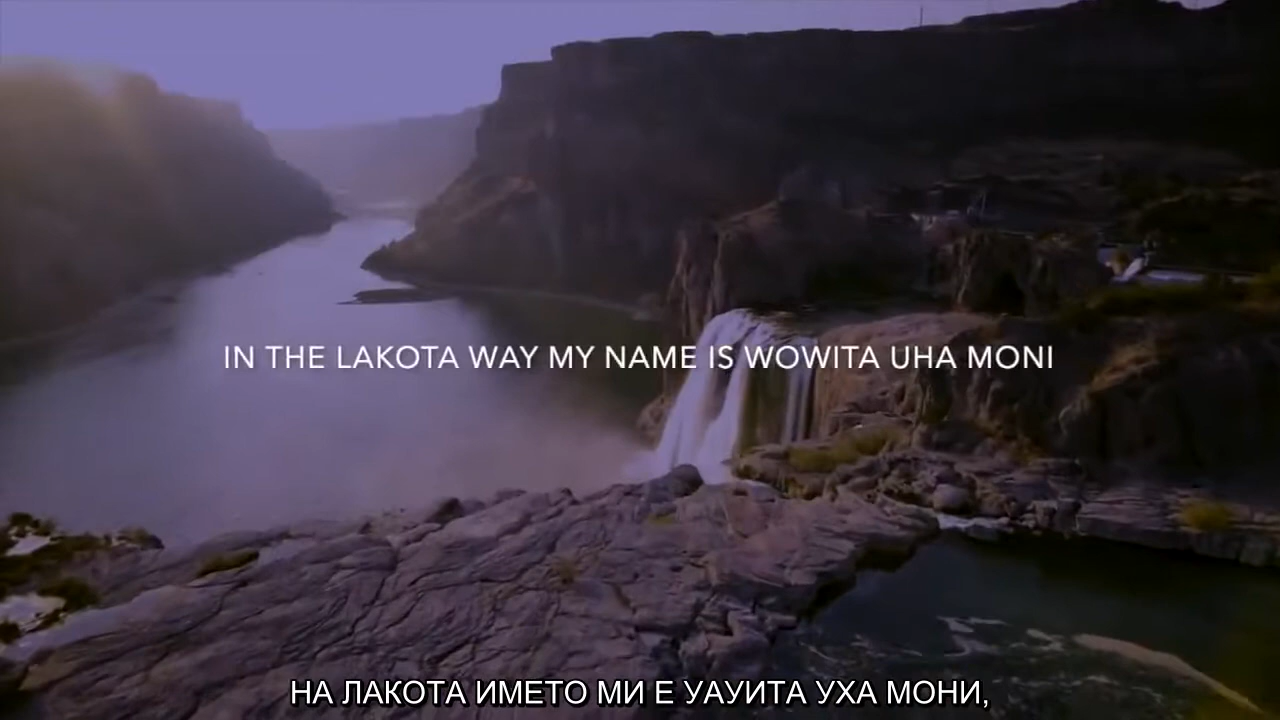 IN THE LAKOTA WAY MY NAME IS WOWITA UHA MONI
НА ЛАКОТА ИМЕТО МИ Е УАУИТА УХА МОНИ,